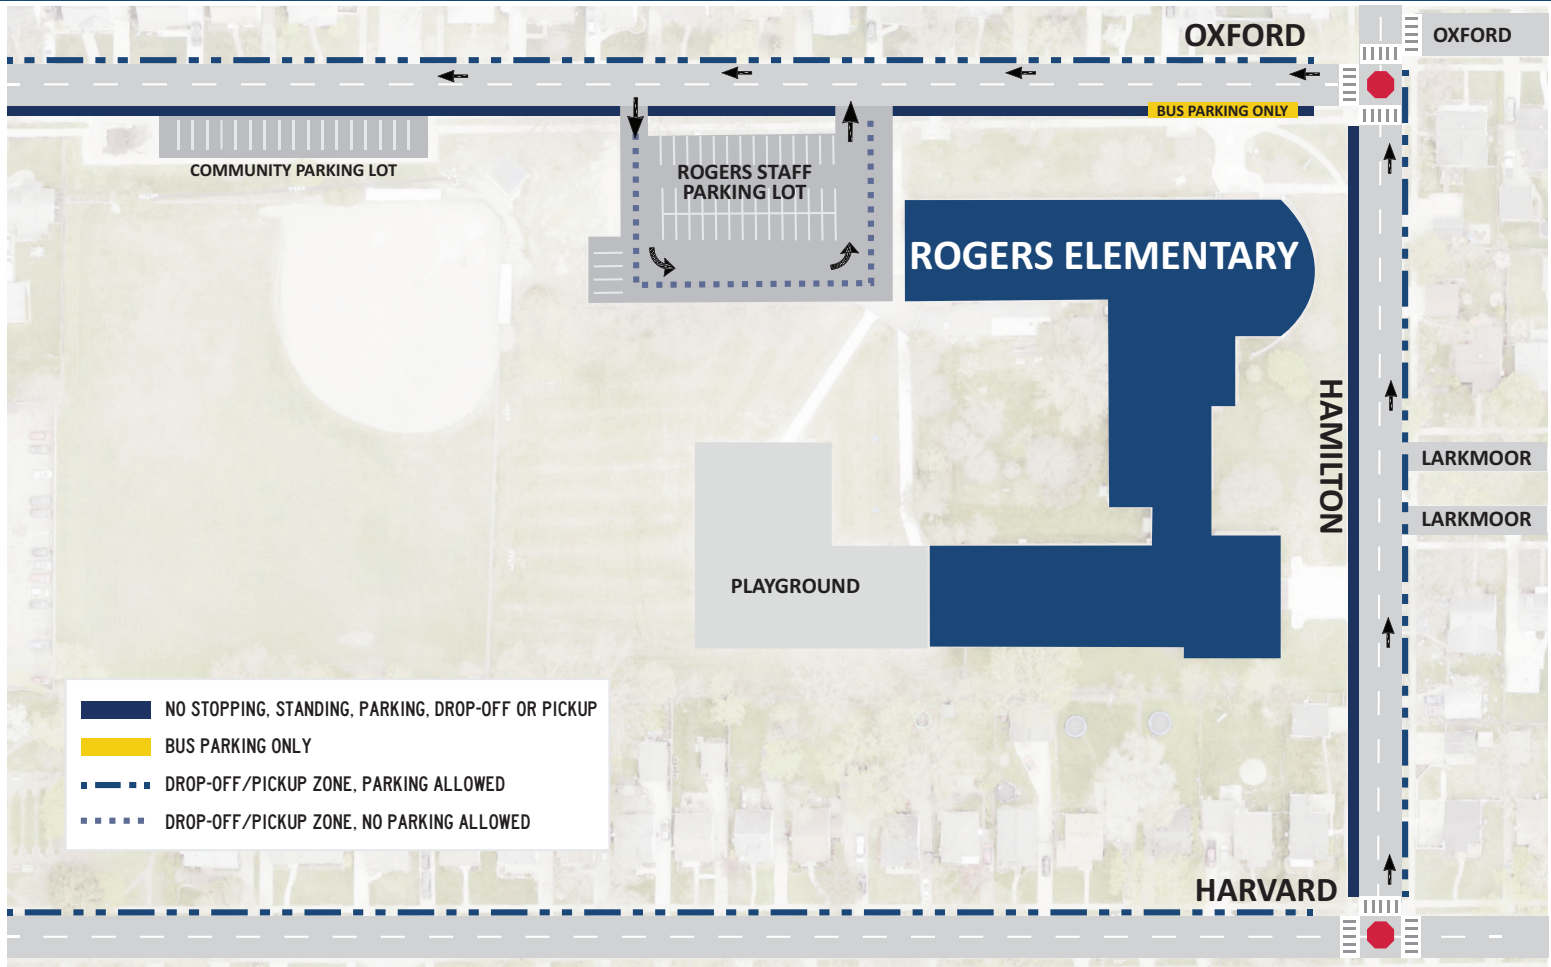 OXFORD
OXFORD
BUS PARKING ONLY
COMMUNITY PARKING LOT
ROGERS STAFF
PARKING LOT
ROGERS ELEMENTARY
HAMILTON
LARKMOOR
LARKMOOR
PLAYGROUND
NO STOPPING, STANDING, PARKING, DROP-OFF OR PICKUP
BUS PARKING ONLY
DROP-OFF/PICKUP ZONE, PARKING ALLOWED
DROP-OFF/PICKUP ZONE, NO PARKING ALLOWED
HARVARD